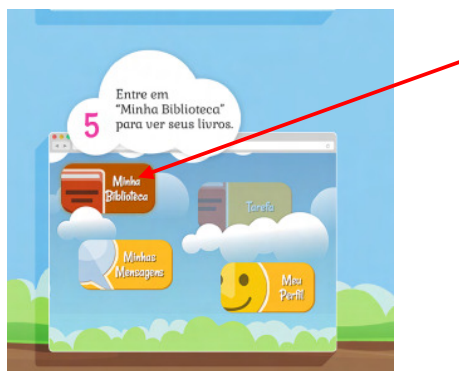 5
Entre em
"Minha Biblioteca"
para ver seus livros.
Minha
Biblioteca
Tarefa
Minhas
Mensagens
Meu
Perfil